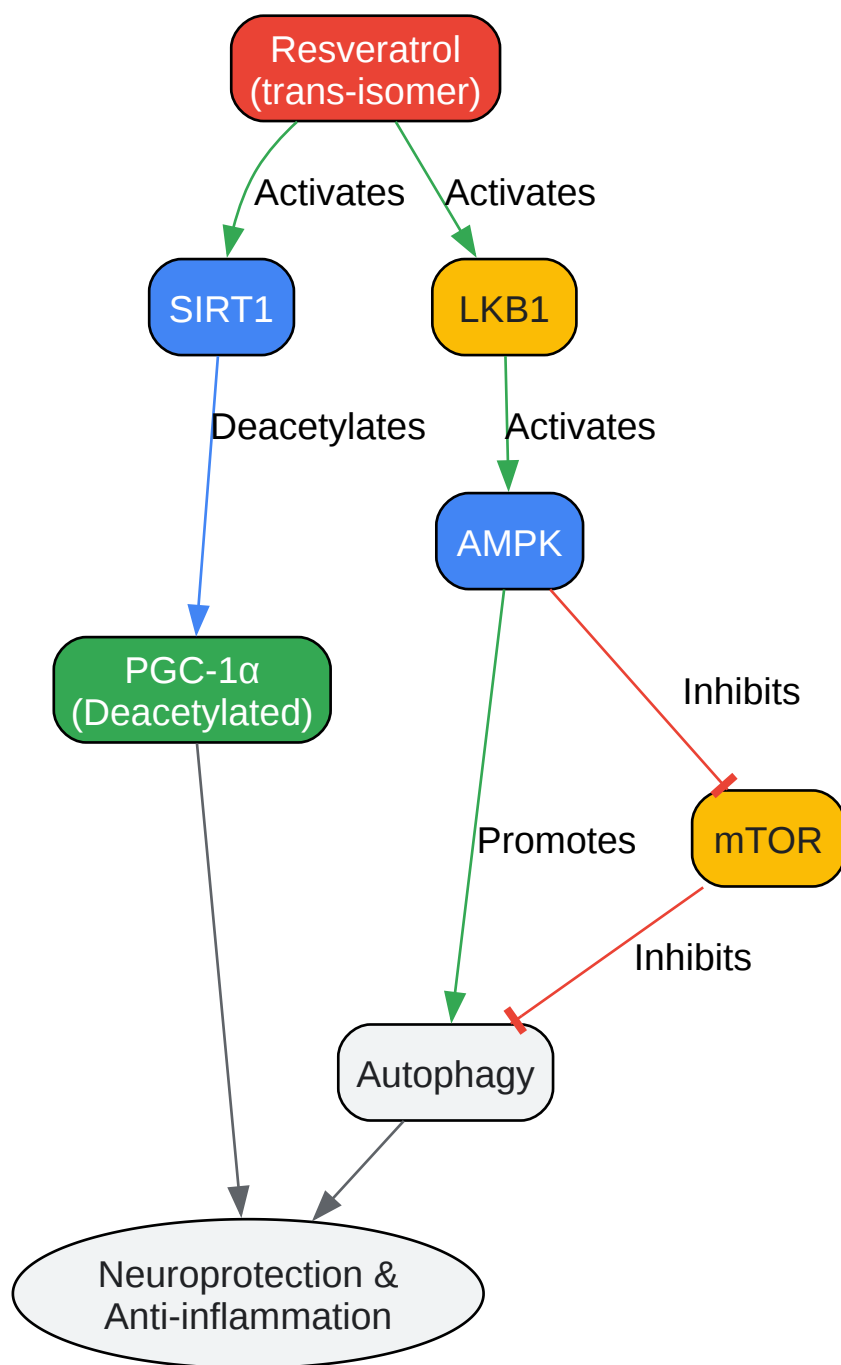 Resveratrol
(trans-isomer)
Activates
Activates
SIRT1
LKB1
Deacetylates
Activates
AMPK
PGC-1α
(Deacetylated)
Inhibits
Promotes
mTOR
Inhibits
Autophagy
Neuroprotection &
Anti-inflammation